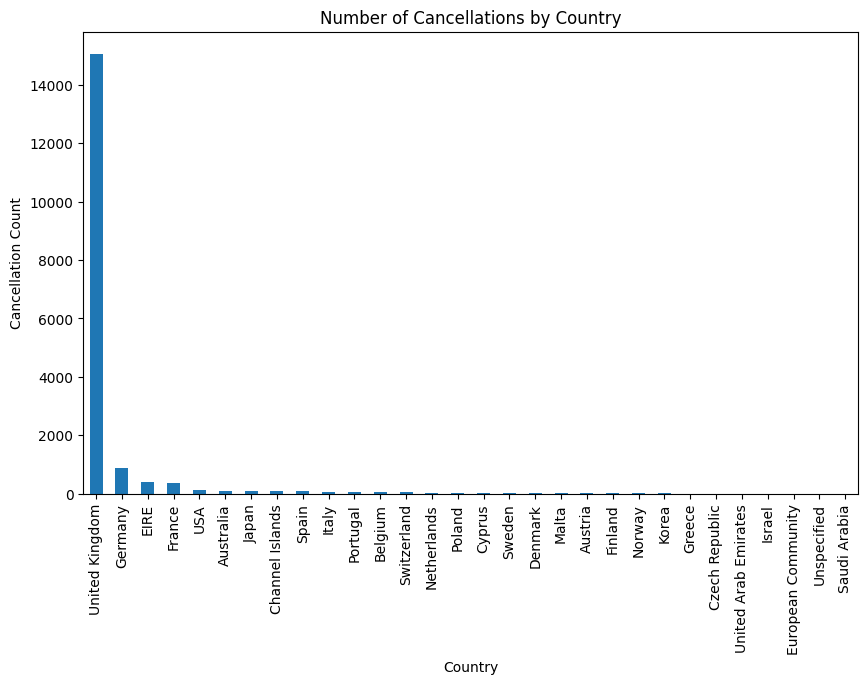 Number of Cancellations by Country
Cancellation Count
14000
12000
10000
8000
6000
4000
2000
0
United Kingdom
Germany
EIRE
France
USA
Australia
Japan
Channel Islands
Spain
Italy
Portugal
Belgium
Switzerland
Netherlands
Poland
Cyprus
Sweden
Denmark
Malta
Austria
Finland
Norway
Korea
Greece
Czech Republic
United Arab Emirates
Israel
European Community
Unspecified
Saudi Arabia
Country